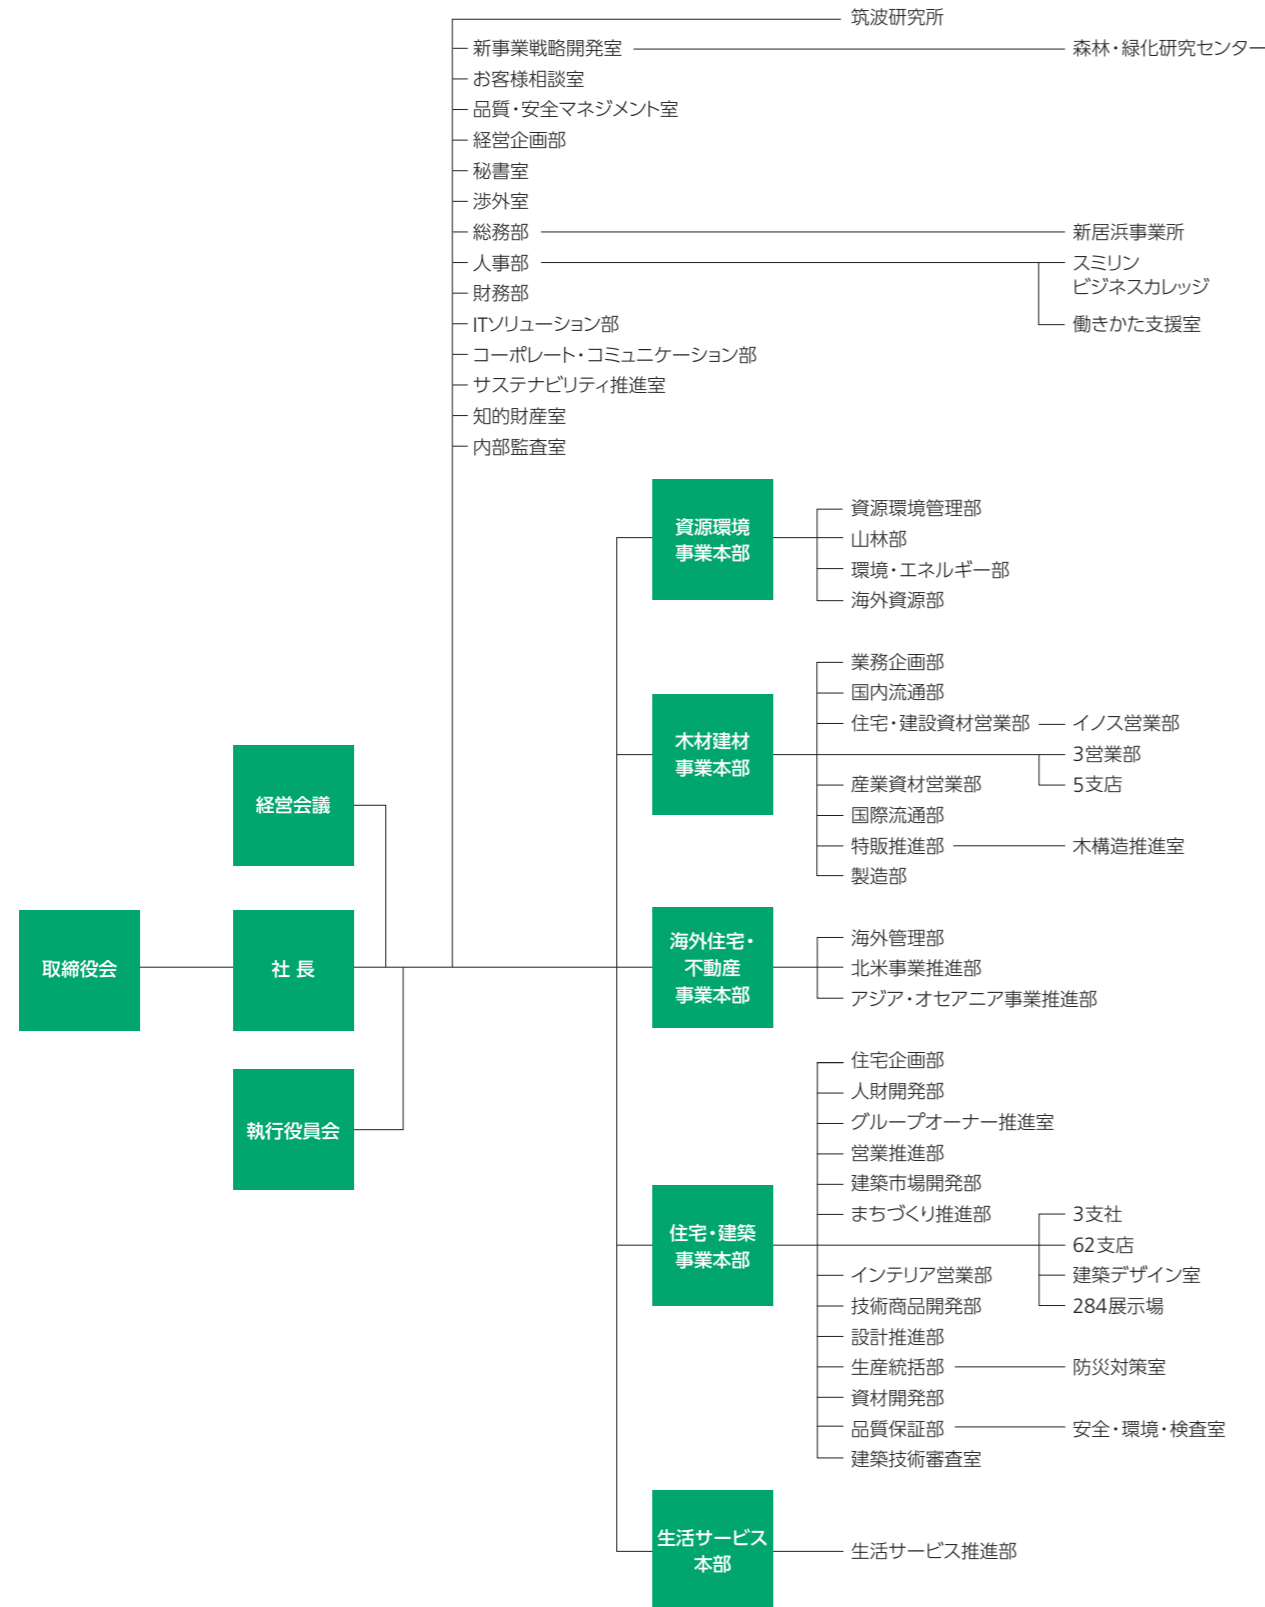 筑波研究所
新事業戦略開発室
森林・緑化研究センター
お客様相談室
品質・安全マネジメント室
経営企画部
秘書室
渉外室
総務部
新居浜事業所
人事部
スミリン
ビジネスカレッジ
働きかた支援室
財務部
ITソリューション部
コーポレート・コミュニケーション部
サステナビリティ推進室
知的財産室
内部監査室
資源環境
事業本部
資源環境管理部
山林部
環境・エネルギー部
海外資源部
木材建材
事業本部
業務企画部
国内流通部
住宅・建設資材営業部
イノス営業部
3営業部
5支店
産業資材営業部
国際流通部
特販推進部
木構造推進室
製造部
経営会議
取締役会
社 長
執行役員会
海外住宅・
不動産
事業本部
海外管理部
北米事業推進部
アジア・オセアニア事業推進部
住宅・建築
事業本部
住宅企画部
人財開発部
グループオーナー推進室
営業推進部
建築市場開発部
まちづくり推進部
3支社
62支店
建築デザイン室
284展示場
インテリア営業部
技術商品開発部
設計推進部
生産統括部
防災対策室
資材開発部
品質保証部
安全・環境・検査室
建築技術審査室
生活サービス
本部
生活サービス推進部